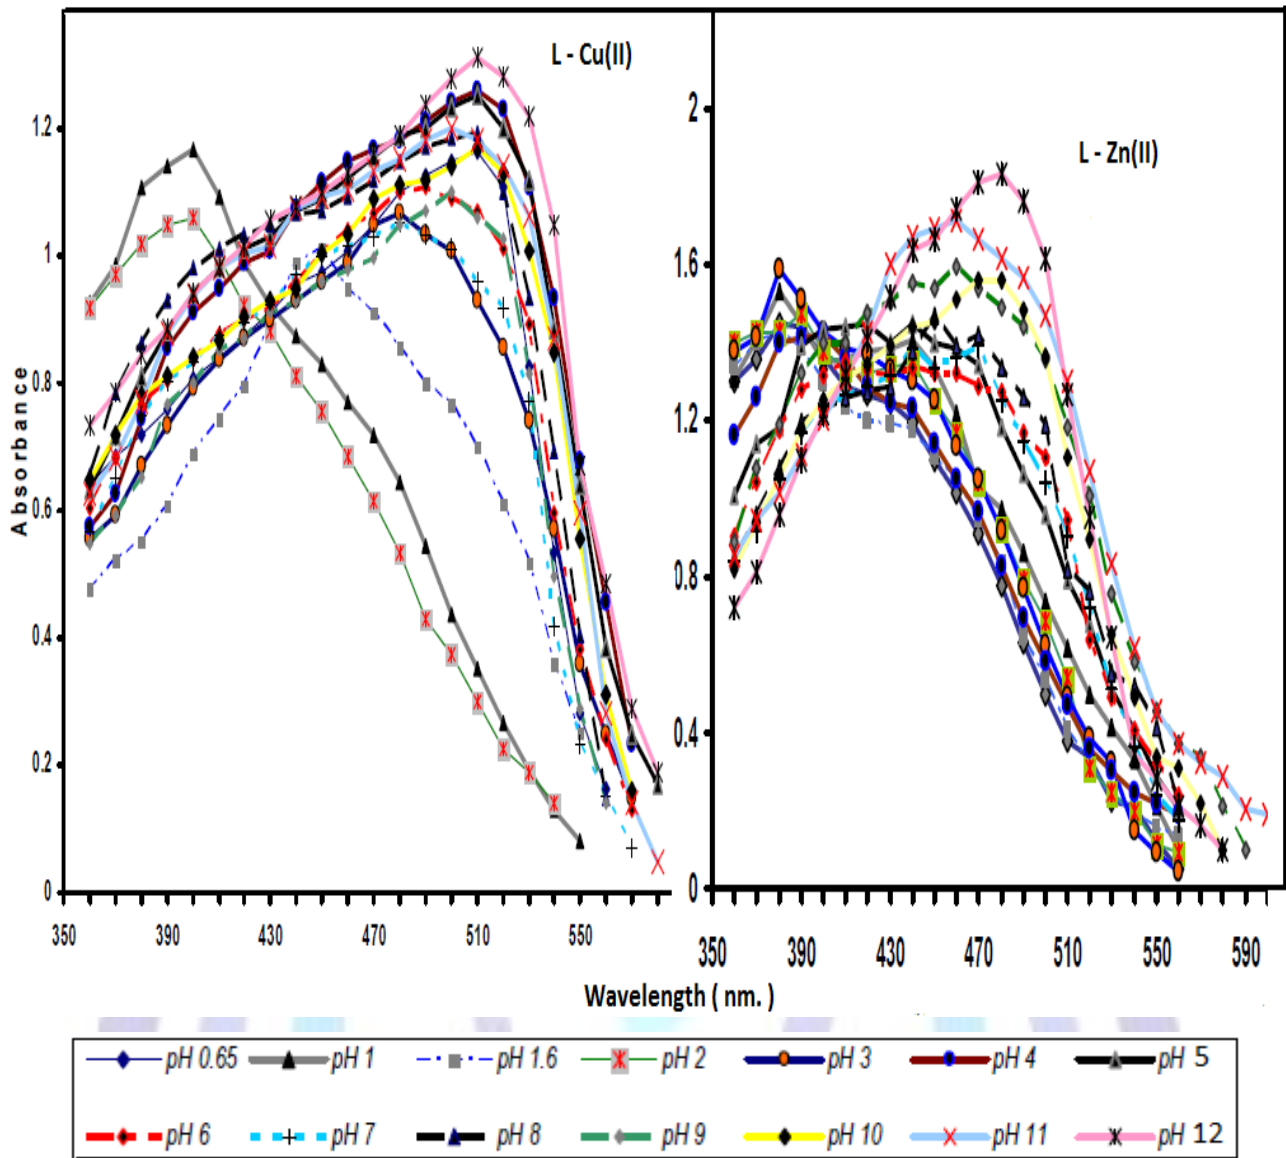 L - Cu(II)
L - Zn(II)
Absorbance
1.2
1
0.8
0.6
0.4
0.2
0
350 390 430 470 510 550
2
1.6
1.2
0.8
0.4
0
350 390 430 470 510 550 590
Wavelength ( nm. )
pH 0.65 pH 1 pH 1.6 pH 2 pH 3 pH 4 pH 5
pH 6 pH 7 pH 8 pH 9 pH 10 pH 11 pH 12